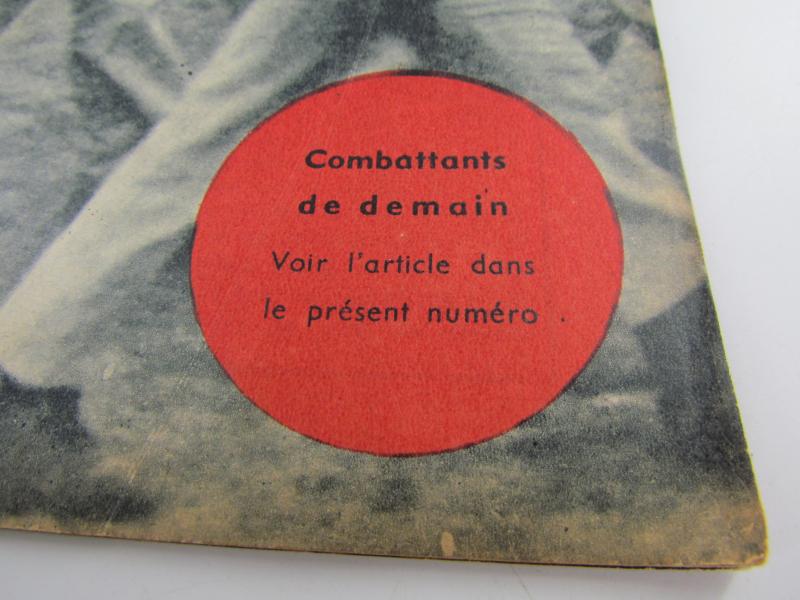 Combattants
de demain
Voir l'article dans
le présent numéro.